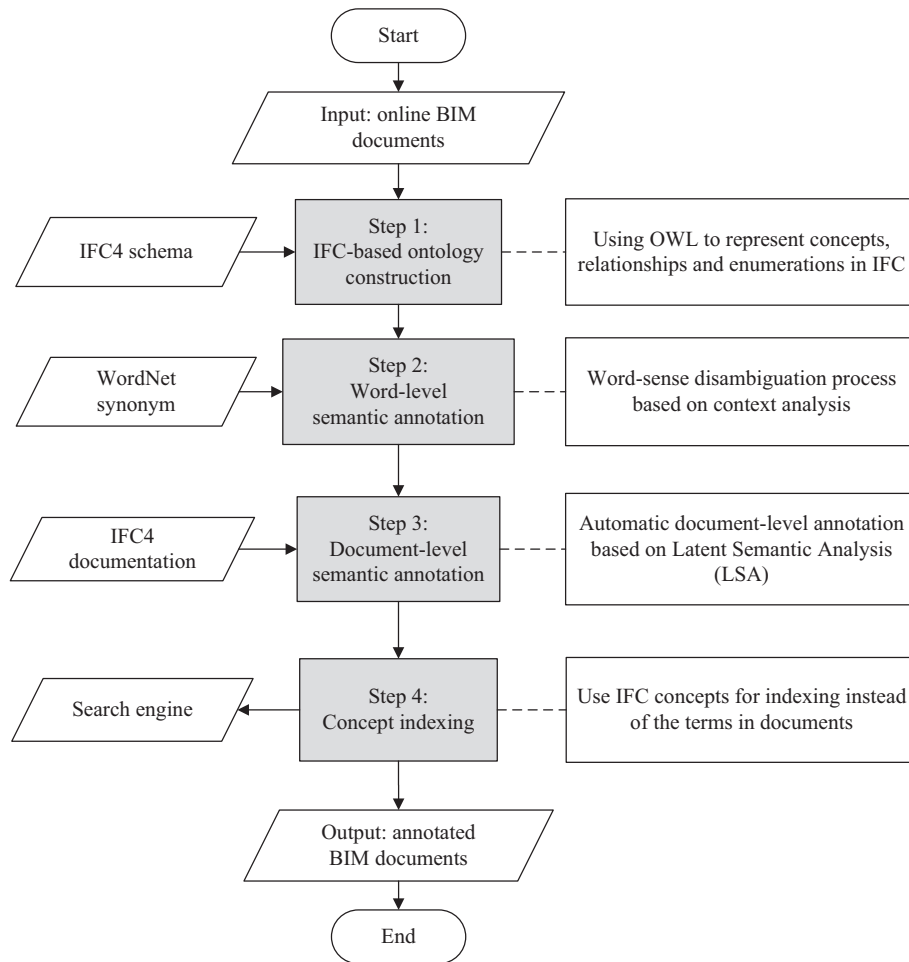 Start
Input: online BIM
documents
IFC4 schema
Step 1:
IFC-based ontology
construction
Using OWL to represent concepts,
relationships and enumerations in IFC
WordNet
synonym
Step 2:
Word-level
semantic annotation
Word-sense disambiguation process
based on context analysis
IFC4
documentation
Step 3:
Document-level
semantic annotation
Automatic document-level annotation
based on Latent Semantic Analysis
(LSA)
Search engine
Step 4:
Concept indexing
Use IFC concepts for indexing instead
of the terms in documents
Output: annotated
BIM documents
End